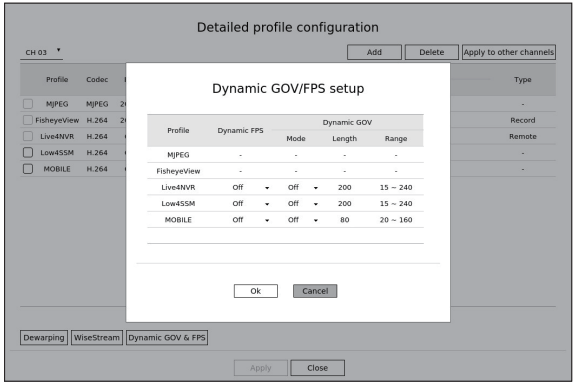 Detailed profile configuration
CH 03 Add Delete Apply to other channels
Profile Codec Type
MJPEG MJPEG 20 -
FisheyeView H.264 20 Record
Live4NVR H.264 Remote
Low4SSM H.264 -
MOBILE H.264 -
Dynamic GOV/FPS setup
Profile Dynamic FPS Dynamic GOV
Mode Length Range
MJPEG - - - -
FisheyeView - - - -
Live4NVR Off Off 200 15 ~ 240
Low4SSM Off Off 200 15 ~ 240
MOBILE Off Off 80 20 ~ 160
Ok Cancel
Dewarping WiseStream Dynamic GOV & FPS
Apply Close